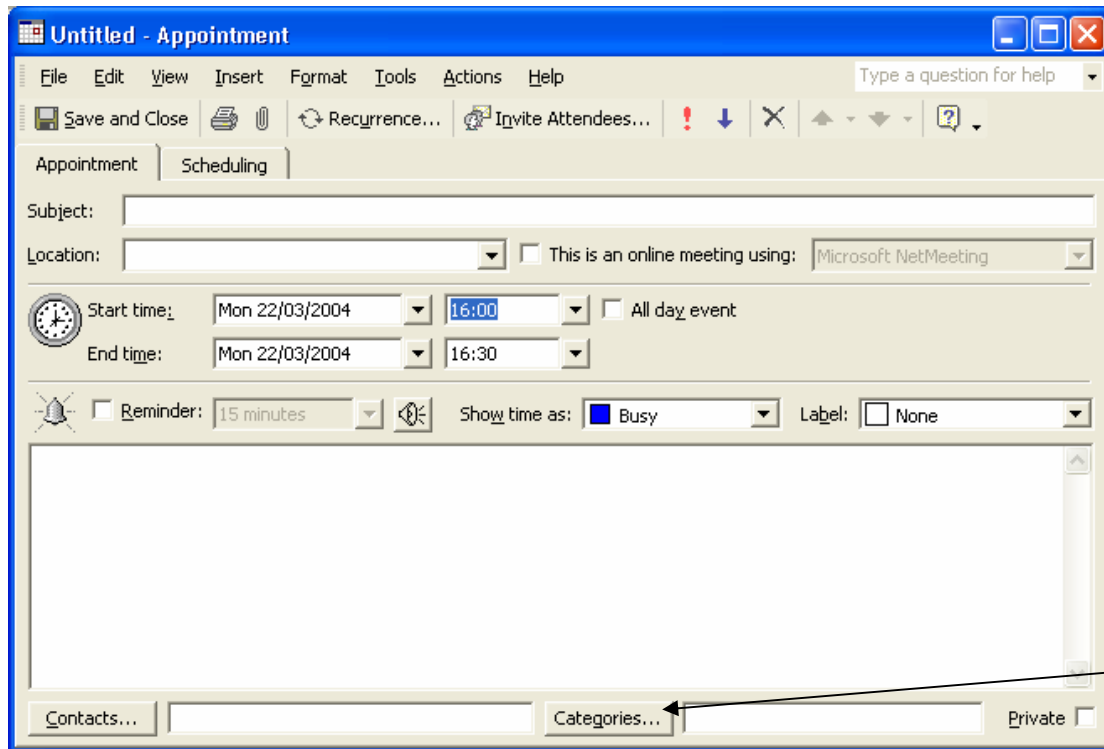 Untitled - Appointment
File Edit View Insert Format Tools Actions Help Type a question for help
Save and Close Recurrence... Invite Attendees...
Appointment Scheduling
Subject:
Location: This is an online meeting using: Microsoft NetMeeting
Start time: Mon 22/03/2004 16:00 All day event
End time: Mon 22/03/2004 16:30
Reminder: 15 minutes Show time as: Busy Label: None
Contacts... Categories... Private